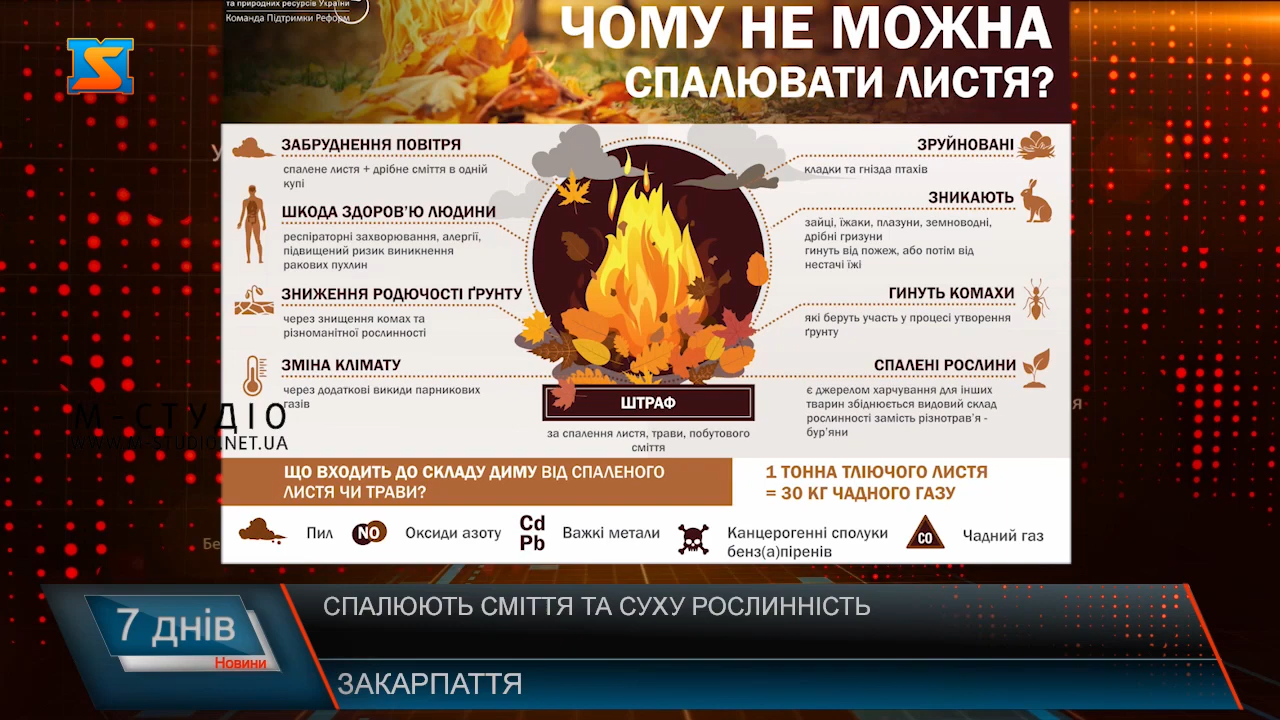 та природних ресурсів України
Команда Підтримки Реформ
ЧОМУ НЕ МОЖНА
СПАЛЮВАТИ ЛИСТЯ?
ЗАБРУДНЕННЯ ПОВІТРЯ
спалене листя + дрібне сміття в одній
купі
ШКОДА ЗДОРОВ'Ю ЛЮДИНИ
респіраторні захворювання, алергії,
підвищений ризик виникнення
ракових пухлин
ЗНИЖЕННЯ РОДЮЧОСТІ ҐРУНТУ
через знищення комах та
різноманітної рослинності
ЗМІНА КЛІМАТУ
через додаткові викиди парникових
газів
ЗРУЙНОВАНІ
кладки та гнізда птахів
ЗНИКАЮТЬ
зайці, їжаки, плазуни, земноводні,
дрібні гризуни
гинуть від пожеж, або потім від
нестачі їжі
ГИНУТЬ КОМАХИ
які беруть участь у процесі утворення
ґрунту
СПАЛЕНІ РОСЛИНИ
є джерелом харчування для інших
тварин збіднюється видовий склад
рослинності замість різнотрав'я -
бур'яни
ШТРАФ
за спалення листя, трави, побутового
сміття
М-СТУДІО
WWW.M-STUDIO.NET.UA
ЩО ВХОДИТЬ ДО СКЛАДУ ДИМУ ВІД СПАЛЕНОГО
ЛИСТЯ ЧИ ТРАВИ?
1 ТОННА ТЛІЮЧОГО ЛИСТЯ
= 30 КГ ЧАДНОГО ГАЗУ
Пил
NO
Оксиди азоту
Cd
Pb
Важкі метали
Канцерогенні сполуки
бенз(а)піренів
CO
Чадний газ
7 днів
Новини
СПАЛЮЮТЬ СМІТТЯ ТА СУХУ РОСЛИННІСТЬ
ЗАКАРПАТТЯ